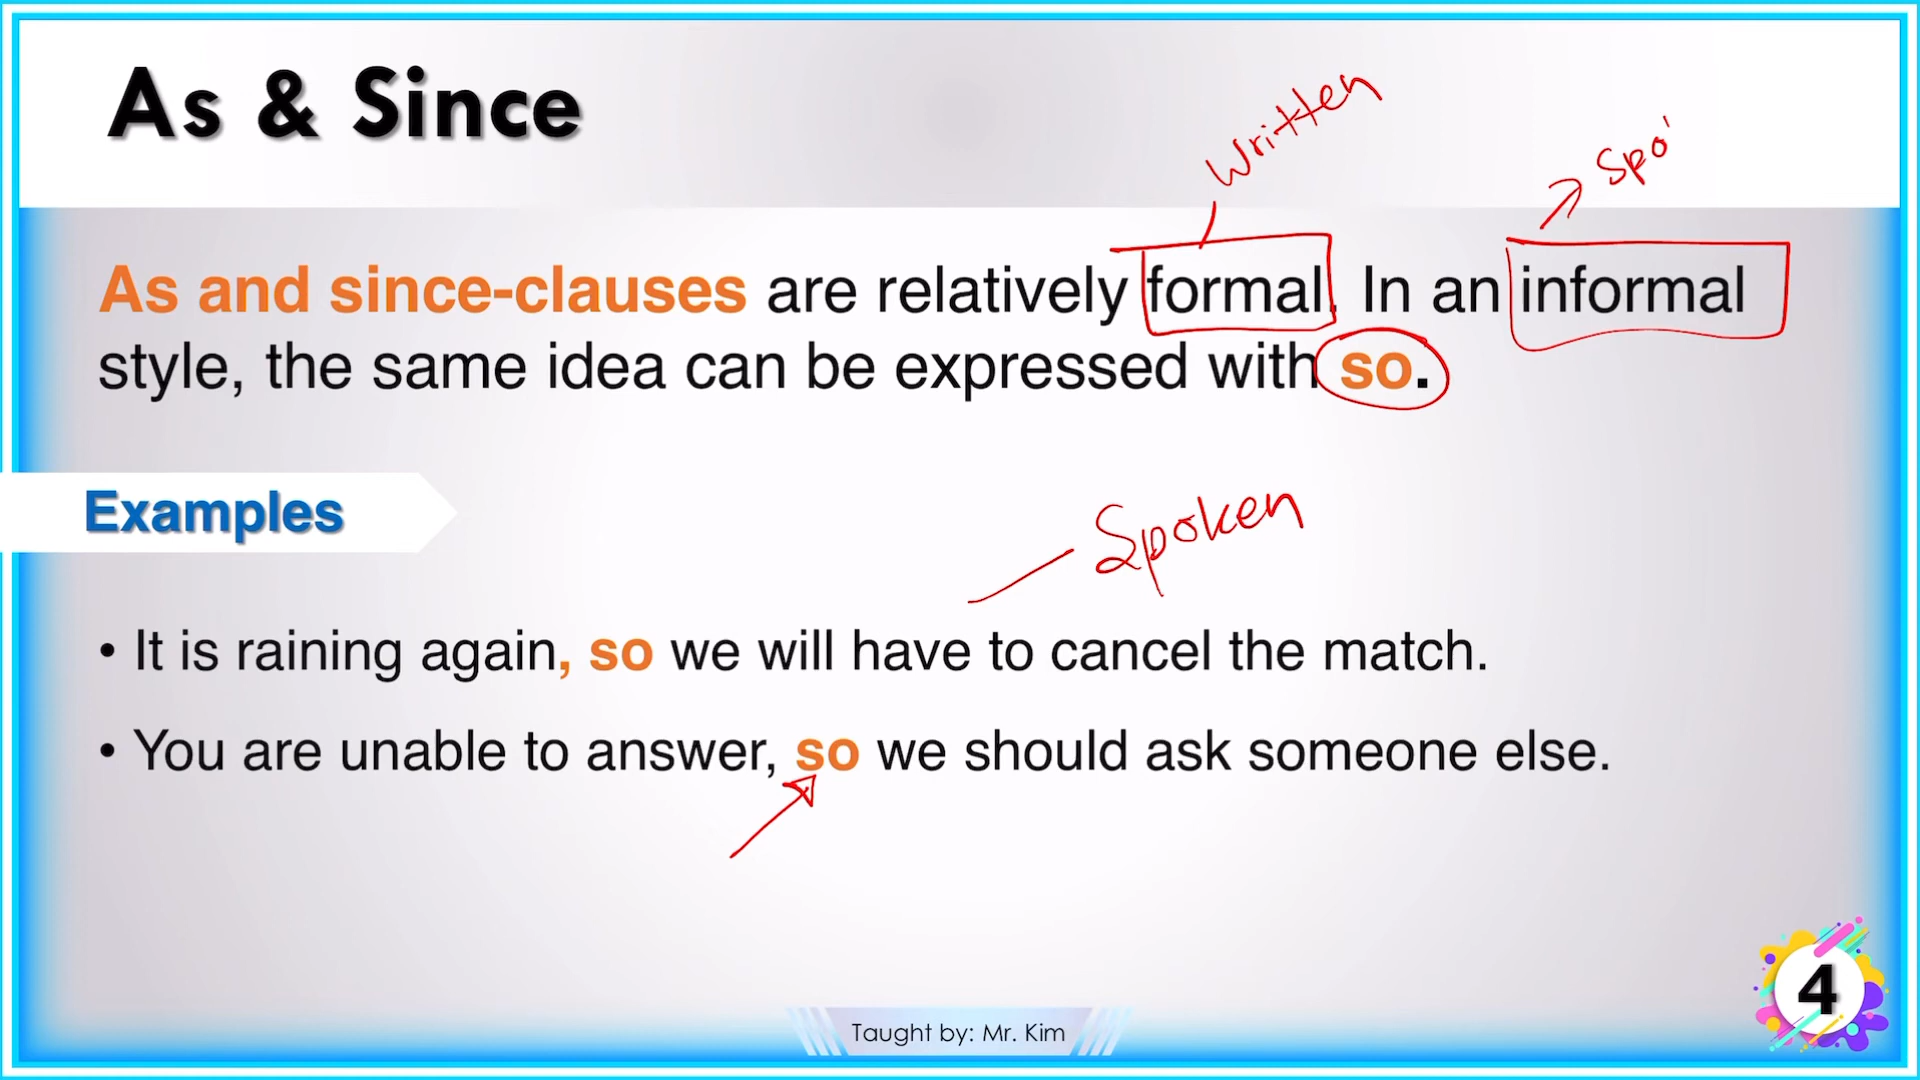 As & Since
Written
Spo'
As and since-clauses are relatively formal. In an informal
style, the same idea can be expressed with so.
Examples
Spoken
• It is raining again, so we will have to cancel the match.
• You are unable to answer, so we should ask someone else.
4
Taught by: Mr. Kim